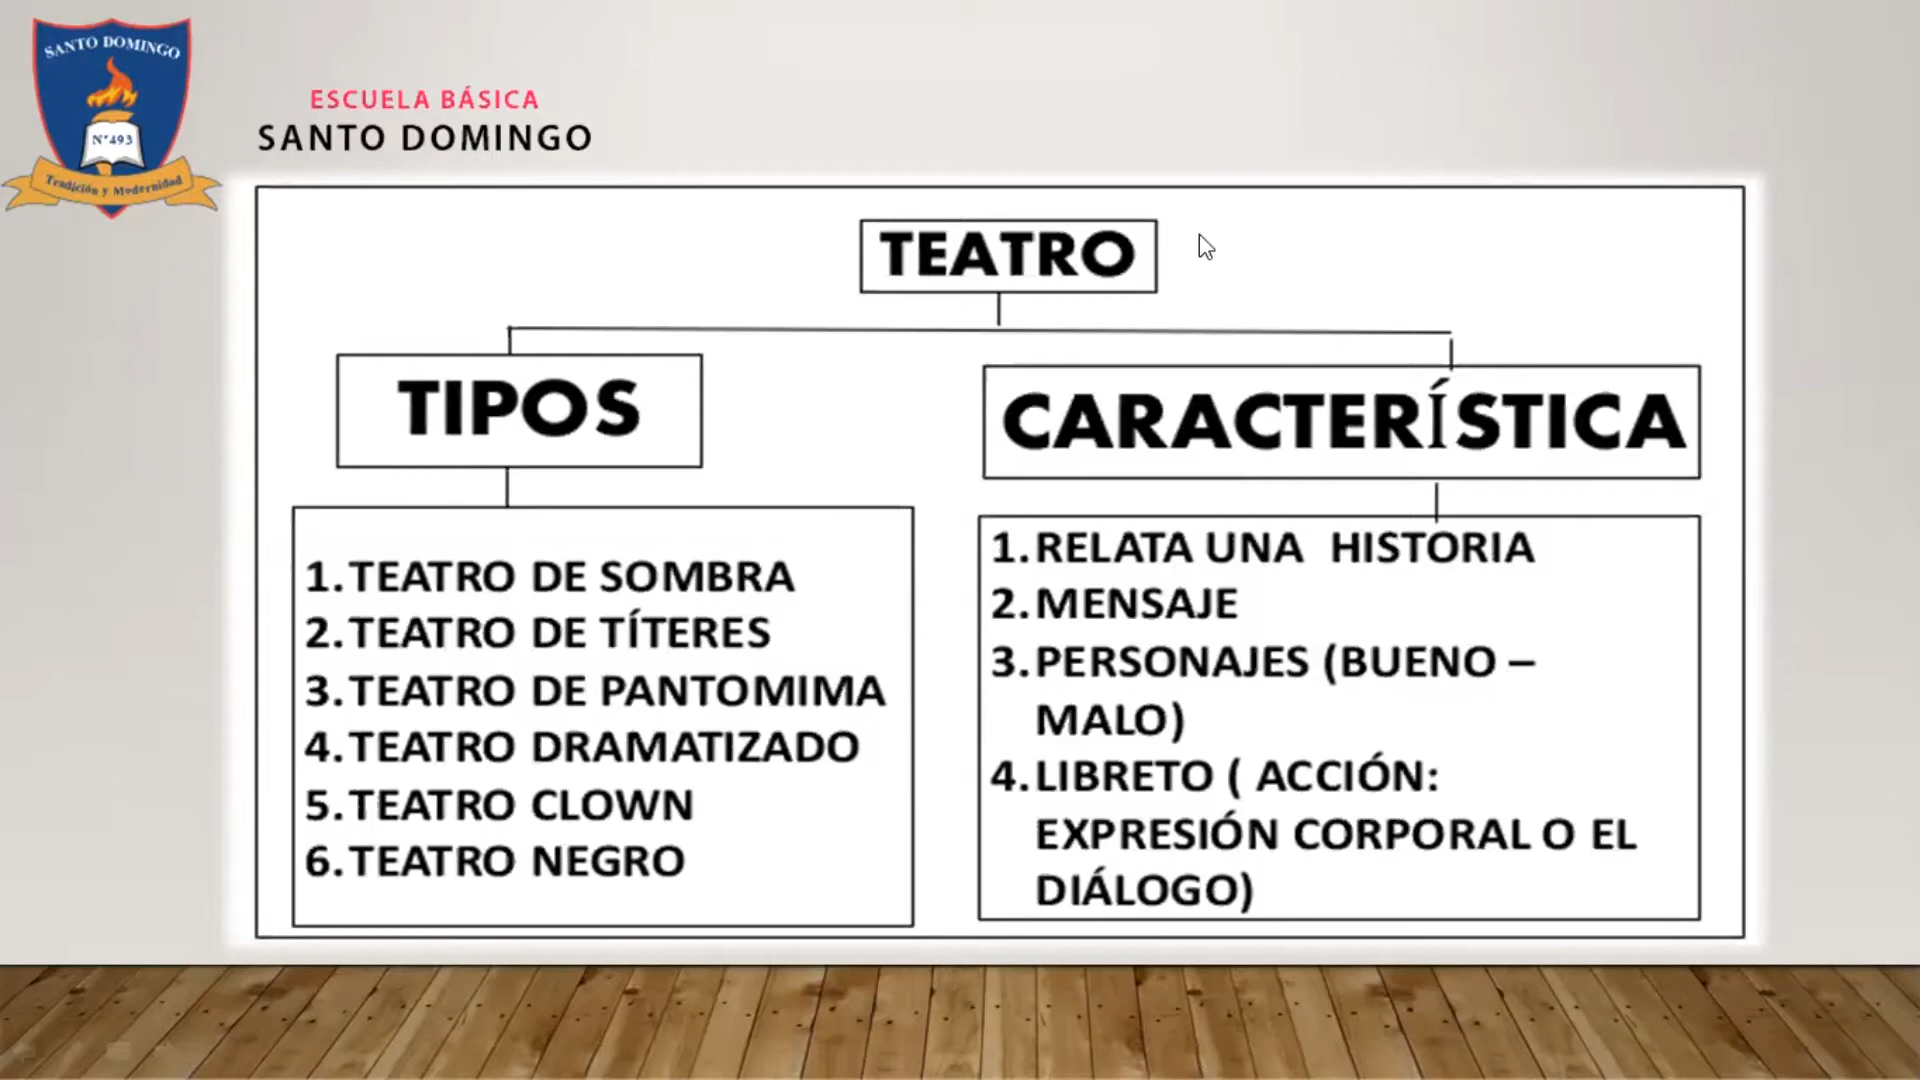 SANTO DOMINGO
N°493
Tradición y Modernidad
ESCUELA BÁSICA
SANTO DOMINGO
TEATRO
TIPOS
1.TEATRO DE SOMBRA
2.TEATRO DE TÍTERES
3.TEATRO DE PANTOMIMA
4.TEATRO DRAMATIZADO
5.TEATRO CLOWN
6.TEATRO NEGRO
CARACTERÍSTICA
1.RELATA UNA HISTORIA
2.MENSAJE
3.PERSONAJES (BUENO –
MALO)
4.LIBRETO ( ACCIÓN:
EXPRESIÓN CORPORAL O EL
DIÁLOGO)